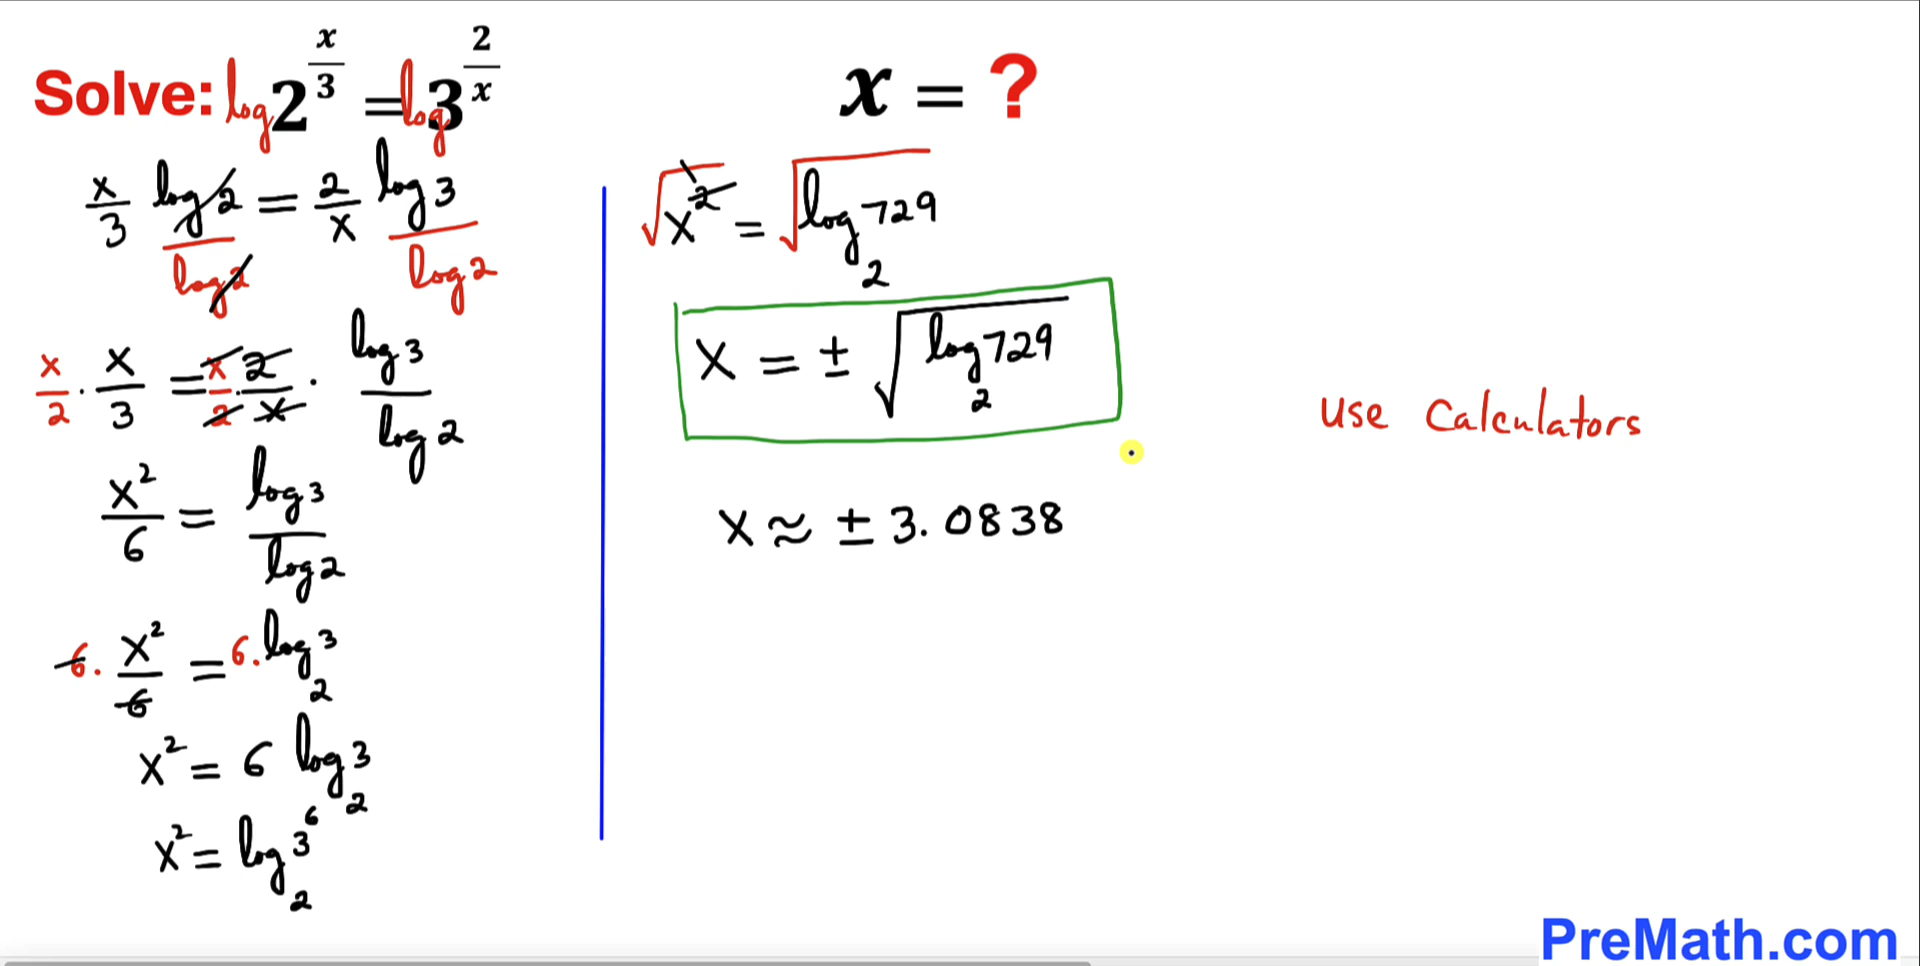 Solve: log 2^(x/3) = log 3^(2/x)
x/3 log 2 / log 2 = 2/x log 3 / log 2
x/2 · x/3 = x/2 · 2/x · log 3 / log 2
x²/6 = log 3 / log 2
6 · x²/6 = 6 · log₂ 3
x² = 6 log₂ 3
x² = log₂ 3⁶
x = ?
√x² = √log₂ 729
x = ± √log₂ 729
x ≈ ± 3.0838
use Calculators
PreMath.com